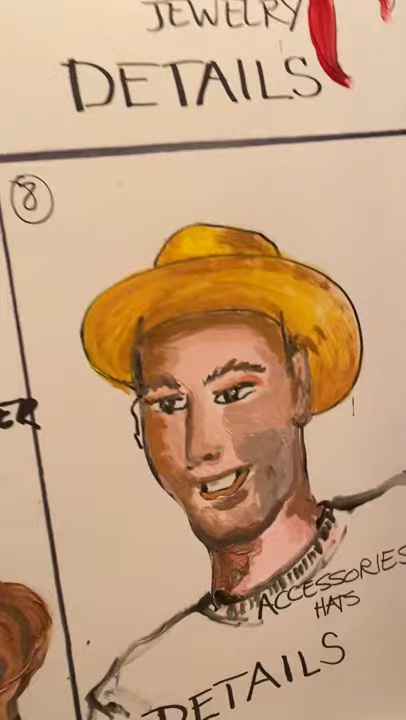 JEWELRY
DETAILS
8
ER
ACCESSORIES
HATS
DETAILS